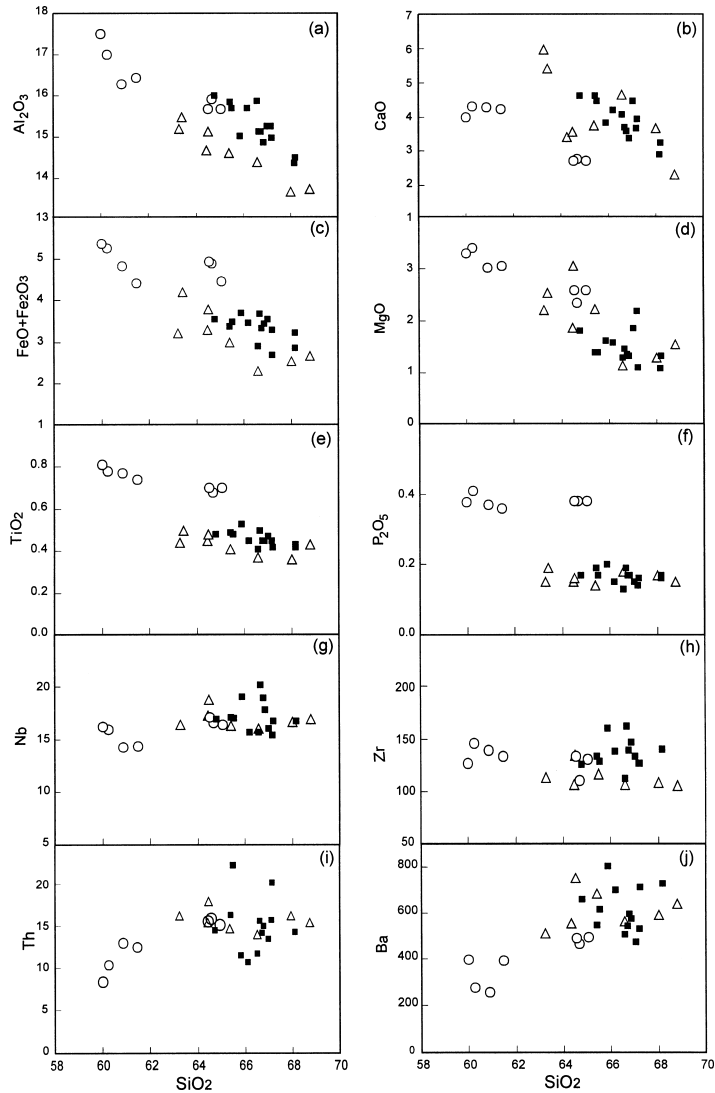 18
17
16
15
14
13
Al2O3
(a)
7
6
5
4
3
2
1
CaO
(b)
5
4
3
2
1
FeO+Fe2O3
(c)
3
2
1
0
MgO
(d)
0.8
0.6
0.4
0.2
0.0
TiO2
(e)
0.4
0.2
0.0
P2O5
(f)
20
15
10
5
Nb
(g)
200
150
100
50
Zr
(h)
20
15
10
5
0
Th
(i)
800
600
400
200
0
Ba
(j)
58 60 62 64 66 68 70
SiO2
58 60 62 64 66 68 70
SiO2